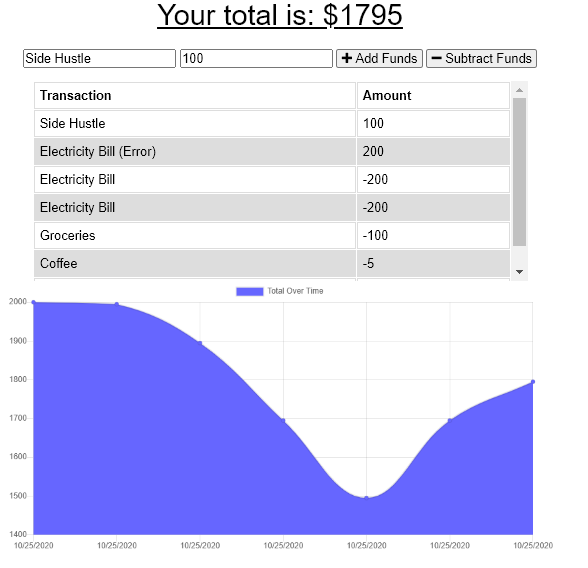 Your total is: $1795
Side Hustle 100 Add Funds Subtract Funds
Transaction Amount
Side Hustle 100
Electricity Bill (Error) 200
Electricity Bill -200
Electricity Bill -200
Groceries -100
Coffee -5
Total Over Time
2000
1900
1800
1700
1600
1500
1400
10/25/2020 10/25/2020 10/25/2020 10/25/2020 10/25/2020 10/25/2020 10/25/2020